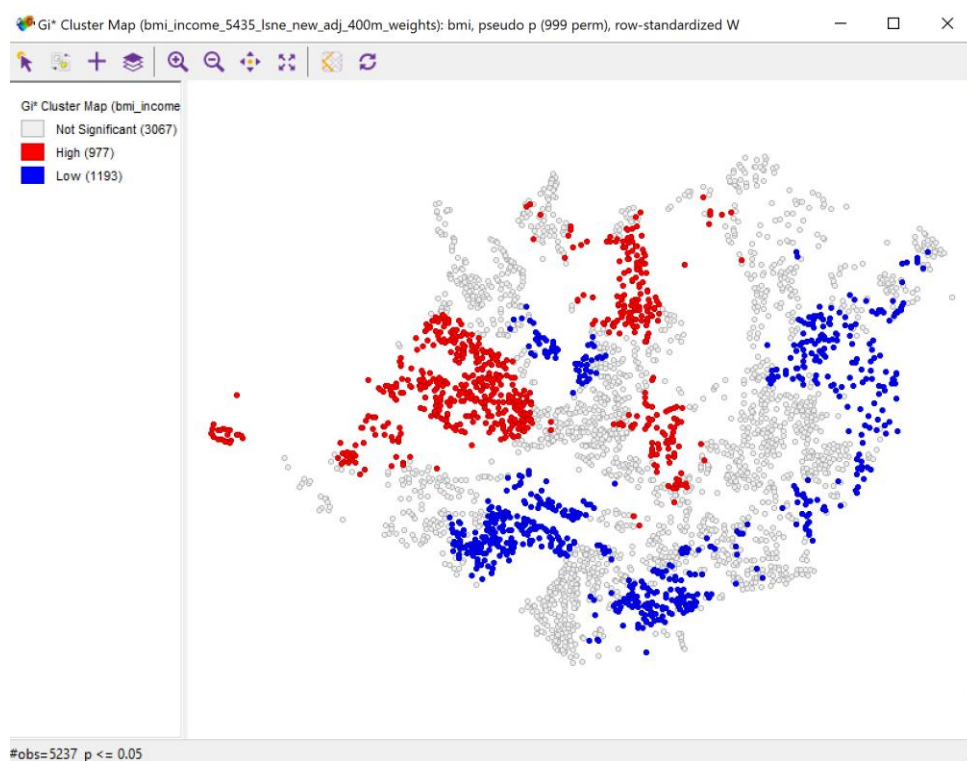 Gi* Cluster Map (bmi_income_5435_lsne_new_adj_400m_weights): bmi, pseudo p (999 perm), row-standardized W
Gi* Cluster Map (bmi_income
Not Significant (3067)
High (977)
Low (1193)
#obs=5237 p <= 0.05